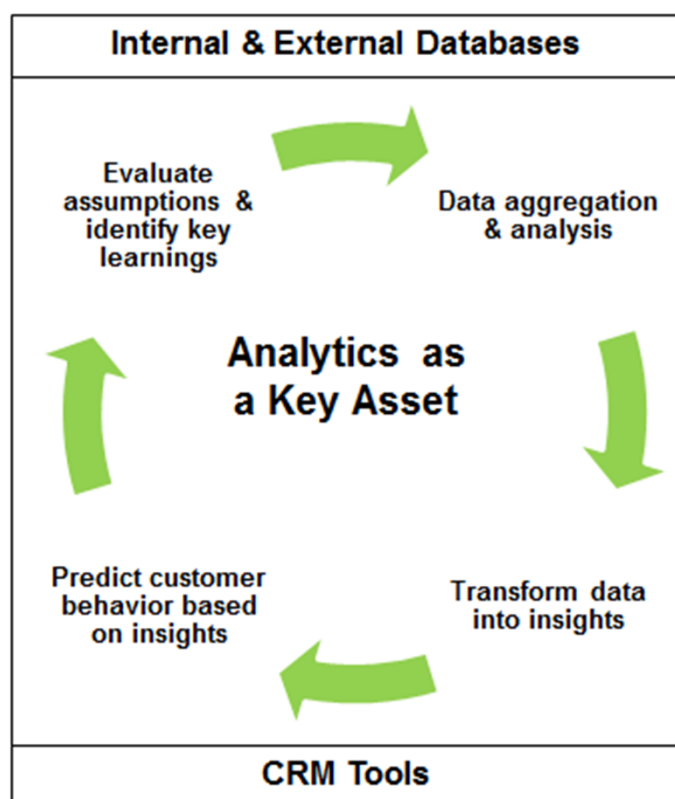 Internal & External Databases
Evaluate
assumptions &
identify key
learnings
Data aggregation
& analysis
Analytics as
a Key Asset
Predict customer
behavior based
on insights
Transform data
into insights
CRM Tools